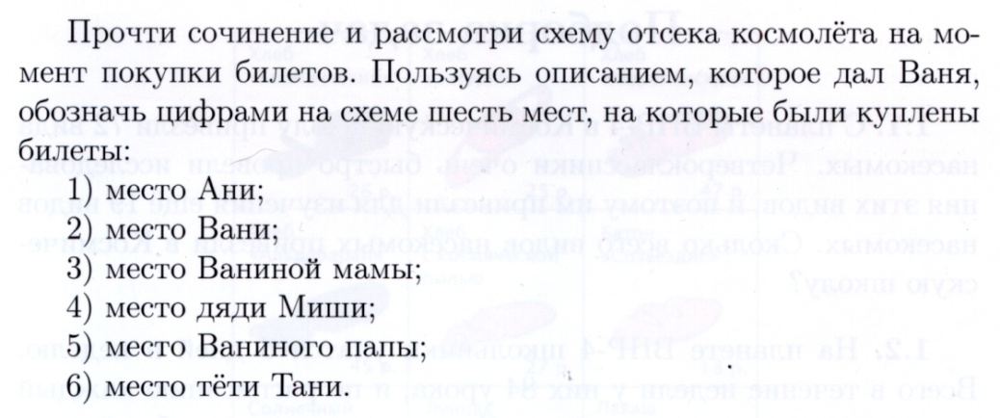 Прочти сочинение и рассмотри схему отсека космолёта на мо-
мент покупки билетов. Пользуясь описанием, которое дал Ваня,
обозначь цифрами на схеме шесть мест, на которые были куплены
билеты:
1) место Ани;
2) место Вани;
3) место Ваниной мамы;
4) место дяди Миши;
5) место Ваниного папы;
6) место тёти Тани.